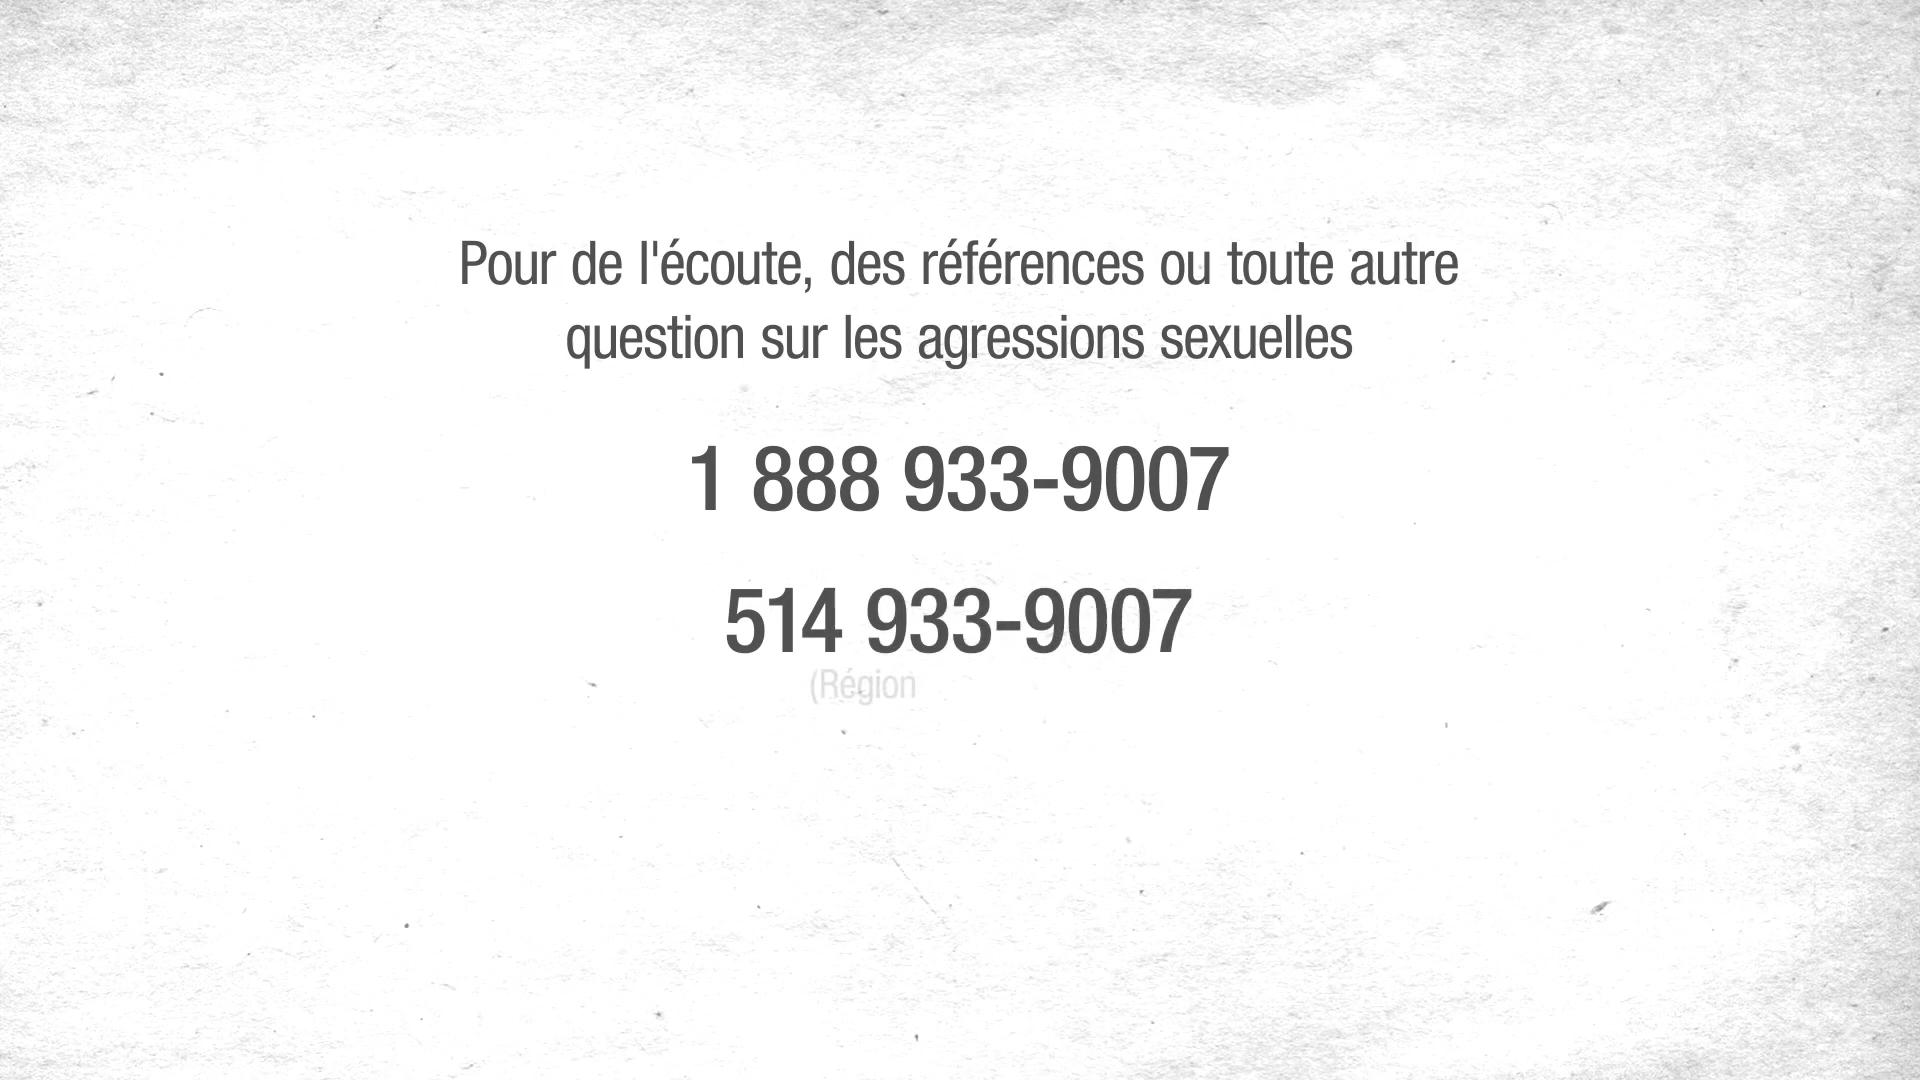 Pour de l'écoute, des références ou toute autre
question sur les agressions sexuelles
1 888 933-9007
514 933-9007
(Région